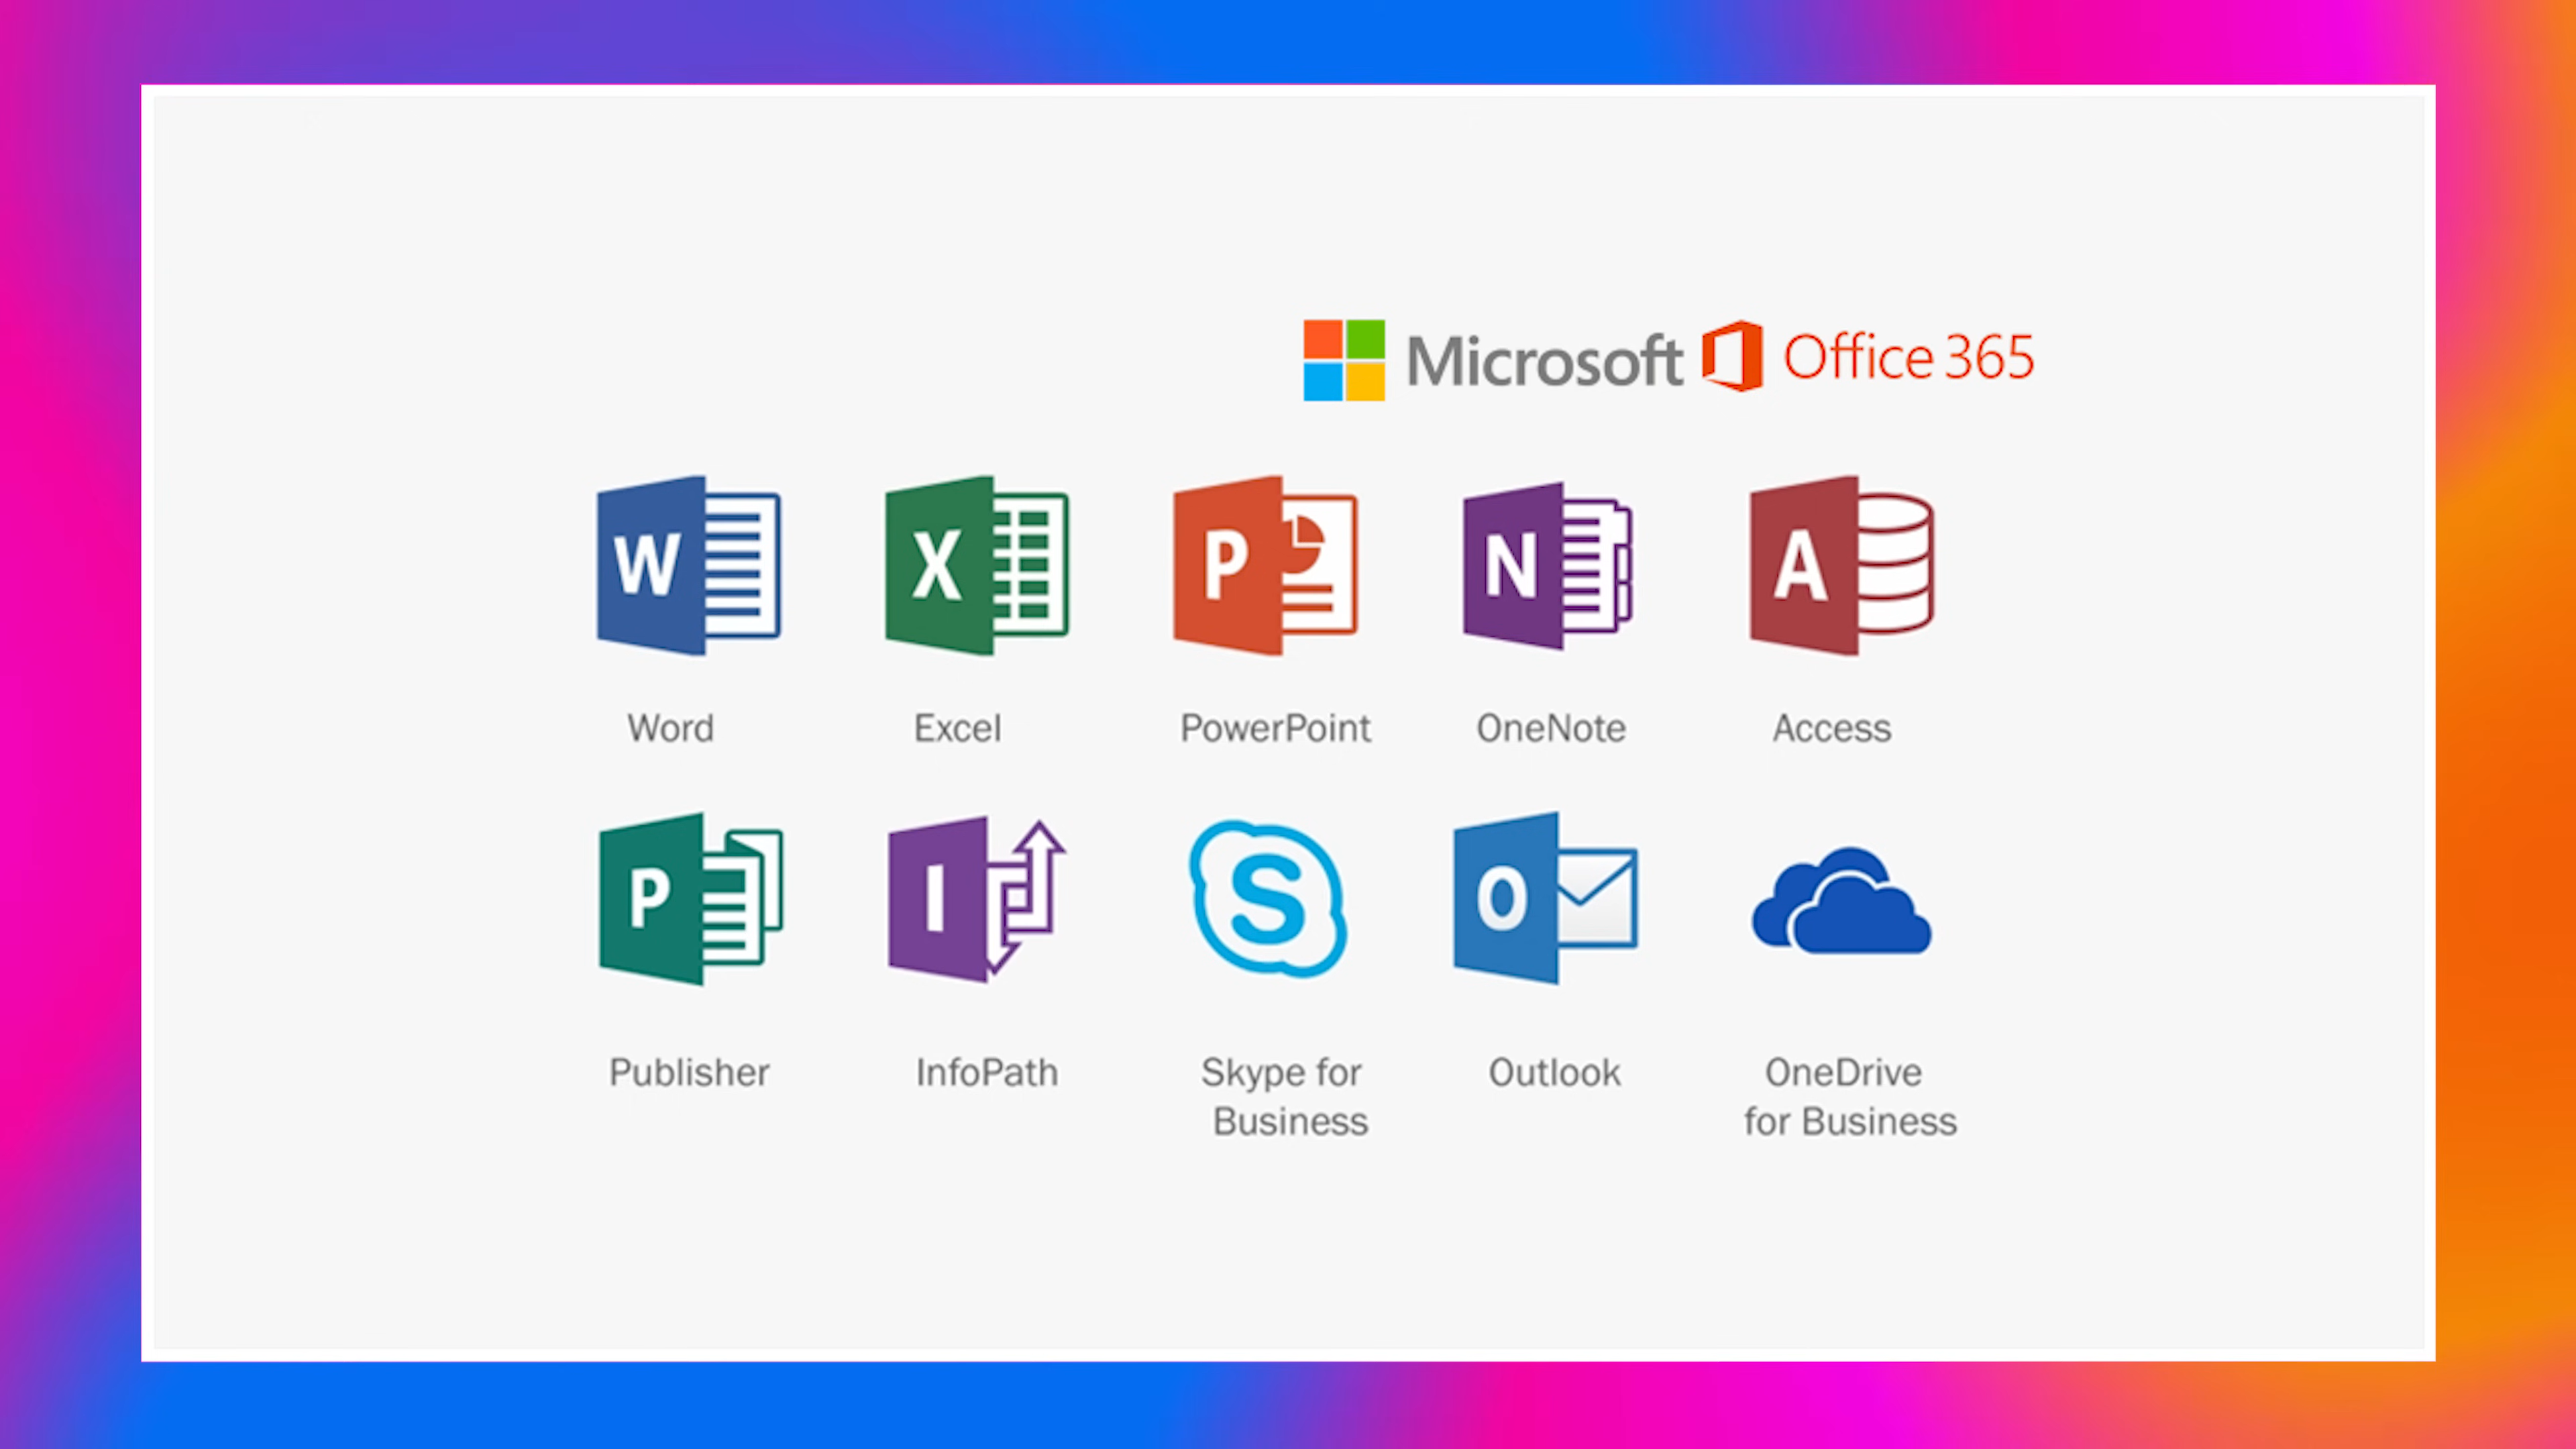 Microsoft Office 365
W X P N A
Word Excel PowerPoint OneNote Access
P I S O
Publisher InfoPath Skype for Outlook OneDrive
Business for Business